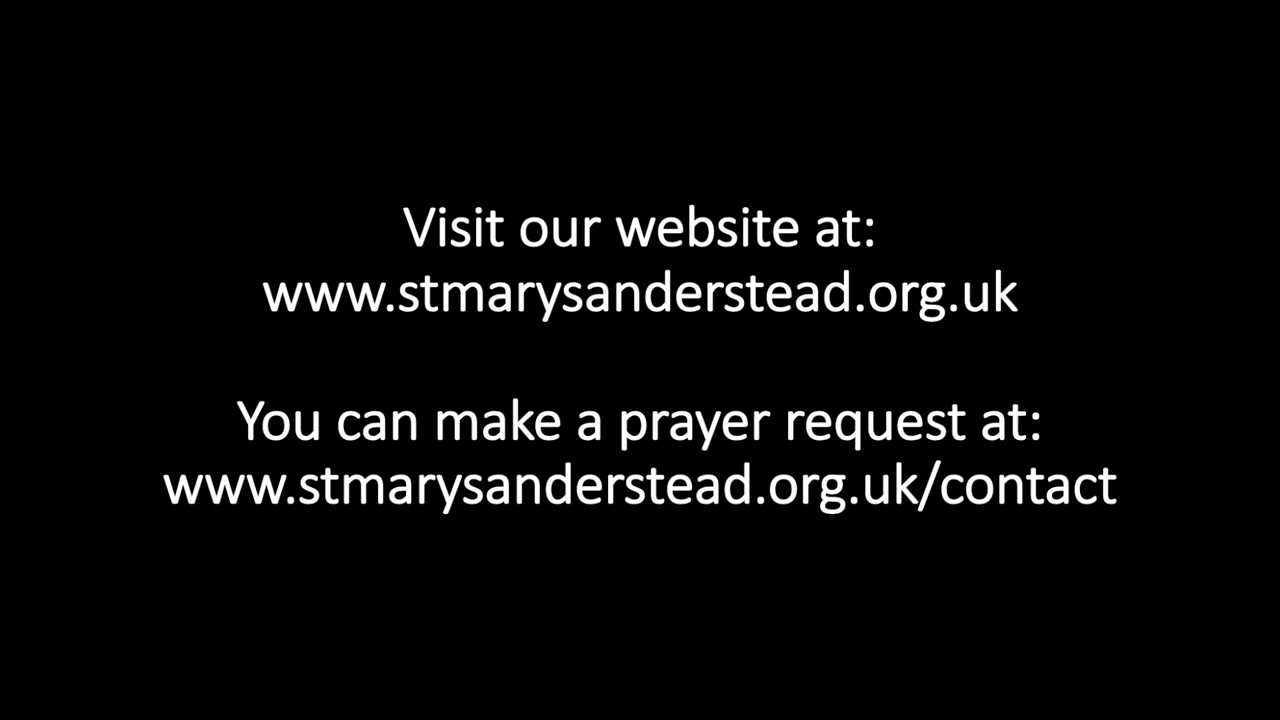 Visit our website at:
www.stmarysanderstead.org.uk
You can make a prayer request at:
www.stmarysanderstead.org.uk/contact